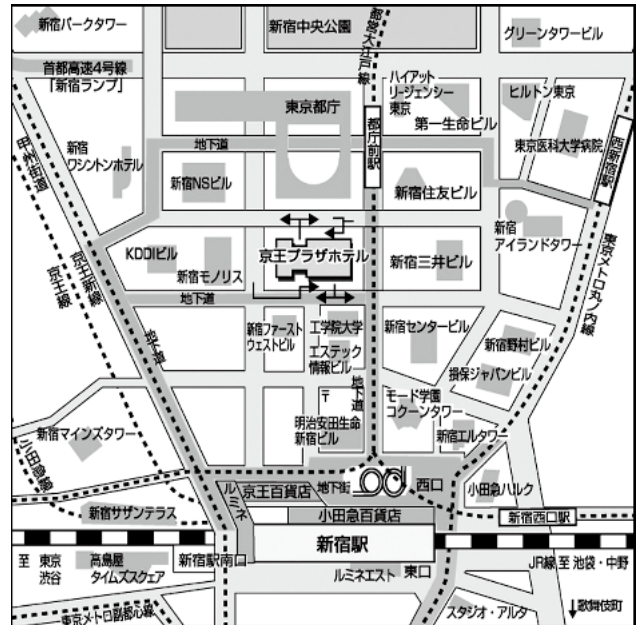 新宿パークタワー
新宿中央公園
都営大江戸線
グリーンタワービル
首都高速4号線
「新宿ランプ」
ハイアット
リージェンシー
東京
ヒルトン東京
東京都庁
第一生命ビル
都庁前駅
東京医科大学病院
西新宿駅
地下道
新宿
ワシントンホテル
甲州街道
新宿NSビル
新宿住友ビル
新宿
アイランドタワー
京王プラザホテル
KDDIビル
新宿モノリス
新宿三井ビル
東京メトロ丸ノ内線
京王新線
京王線
地下道
地下道
新宿ファースト
ウェストビル
工学院大学
エステック
情報ビル
新宿センタービル
新宿野村ビル
損保ジャパンビル
地下道
〒
モード学園
コクーンタワー
明治安田生命
新宿ビル
新宿エルタワー
新宿マインズタワー
小田急線
ルミネ
京王百貨店
地下街
西口
小田急ハルク
新宿サザンテラス
小田急百貨店
新宿西口駅
新宿駅
至 東京
渋谷
高島屋
タイムズスクェア
新宿駅南口
ルミネエスト
東口
JR線 至 池袋・中野
東京メトロ副都心線
スタジオ・アルタ
↓歌舞伎町